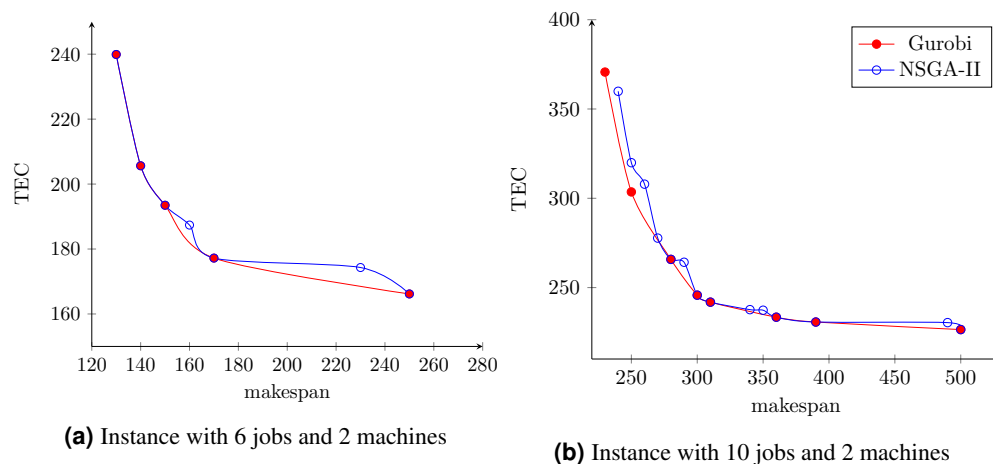 240
220
200
180
160
TEC
120 140 160 180 200 220 240 260 280
makespan
(a) Instance with 6 jobs and 2 machines
400
350
300
250
TEC
250 300 350 400 450 500
makespan
Gurobi
NSGA-II
(b) Instance with 10 jobs and 2 machines